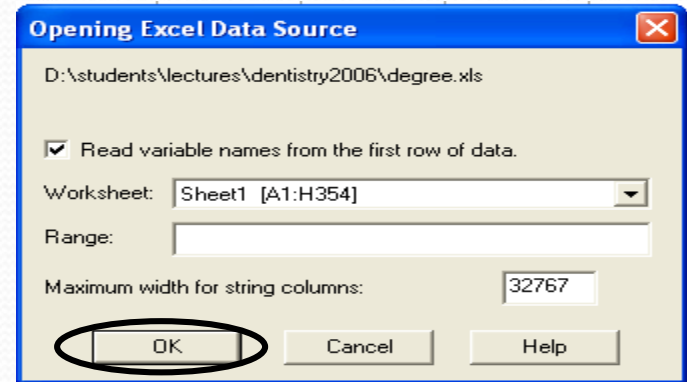 Opening Excel Data Source
D:\students\lectures\dentistry2006\degree.xls
Read variable names from the first row of data.
Worksheet: Sheet1 [A1:H354]
Range:
Maximum width for string columns: 32767
OK Cancel Help